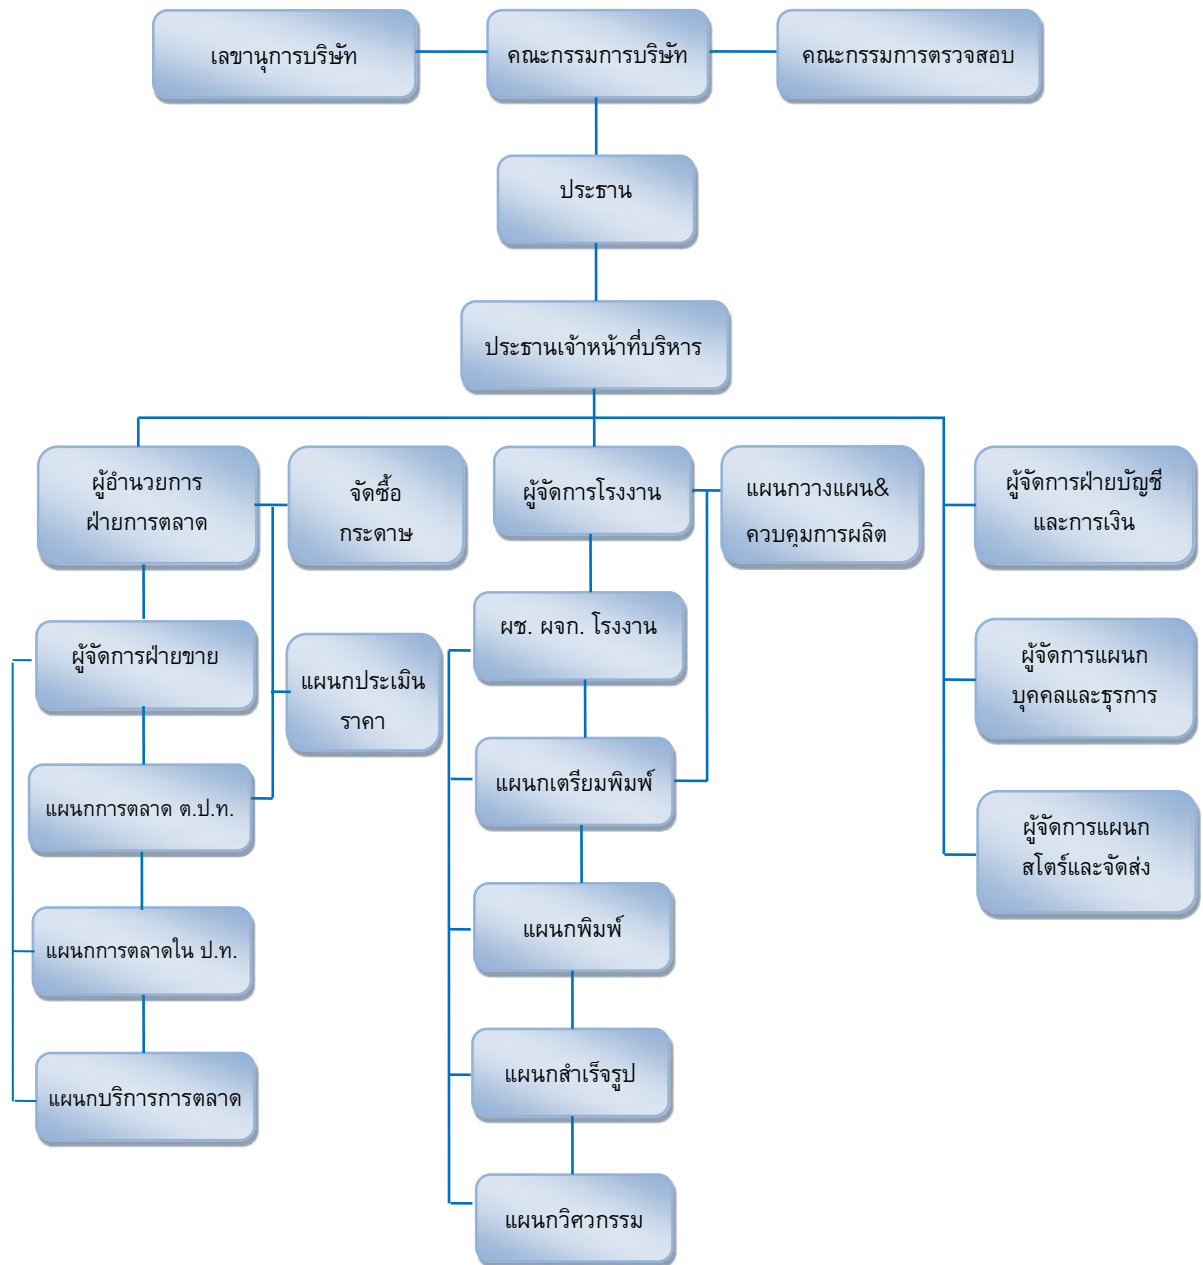 เลขานุการบริษัท
คณะกรรมการบริษัท
คณะกรรมการตรวจสอบ
ประธาน
ประธานเจ้าหน้าที่บริหาร
ผู้อำนวยการ
ฝ่ายการตลาด
จัดซื้อ
กระดาษ
ผู้จัดการโรงงาน
แผนกวางแผน&
ควบคุมการผลิต
ผู้จัดการฝ่ายบัญชี
และการเงิน
ผู้จัดการฝ่ายขาย
แผนกประเมิน
ราคา
ผช. ผจก. โรงงาน
ผู้จัดการแผนก
บุคคลและธุรการ
แผนกการตลาด ต.ป.ท.
แผนกเตรียมพิมพ์
ผู้จัดการแผนก
สโตร์และจัดส่ง
แผนกการตลาดใน ป.ท.
แผนกพิมพ์
แผนกบริการการตลาด
แผนกสำเร็จรูป
แผนกวิศวกรรม